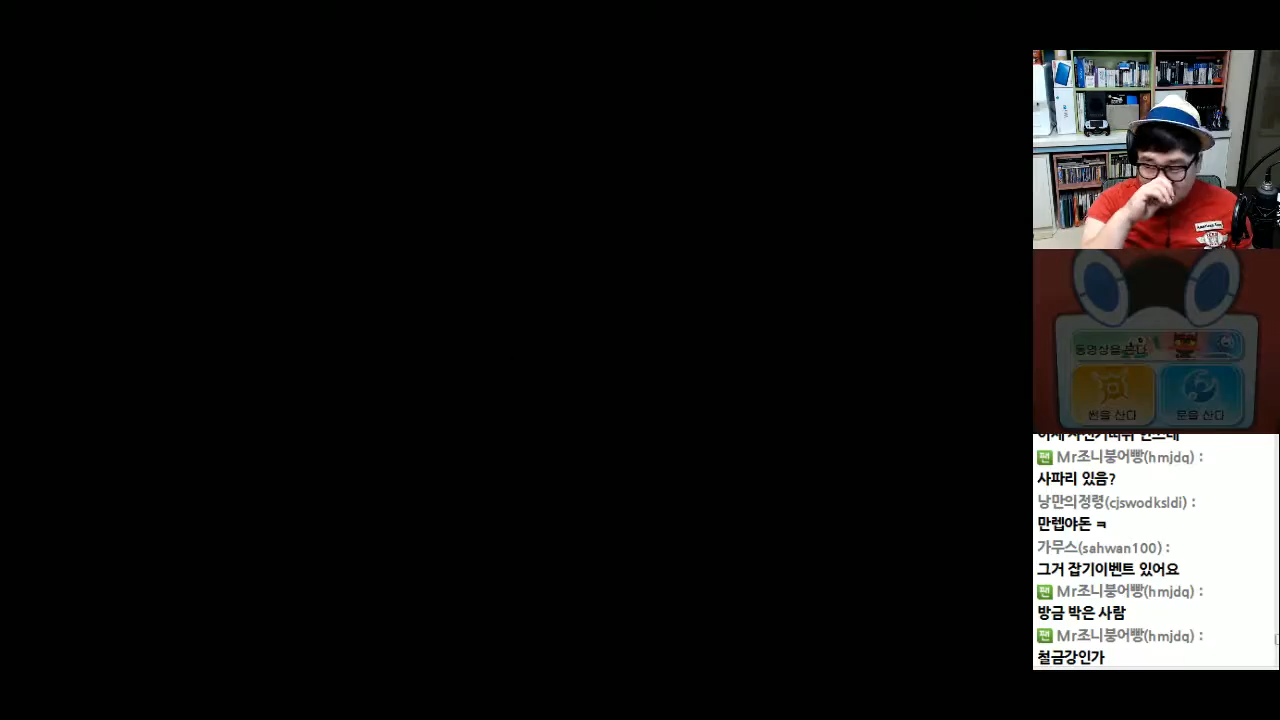 동영상을 본다
썬을 산다
문을 산다
팬 Mr조니붕어빵(hmjdq) :
사파리 있음?
낭만의정령(cjswodksldi) :
만렙야돈 ㅋ
가무스(sahwan100) :
그거 잡기이벤트 있어요
팬 Mr조니붕어빵(hmjdq) :
방금 박은 사람
팬 Mr조니붕어빵(hmjdq) :
철금강인가